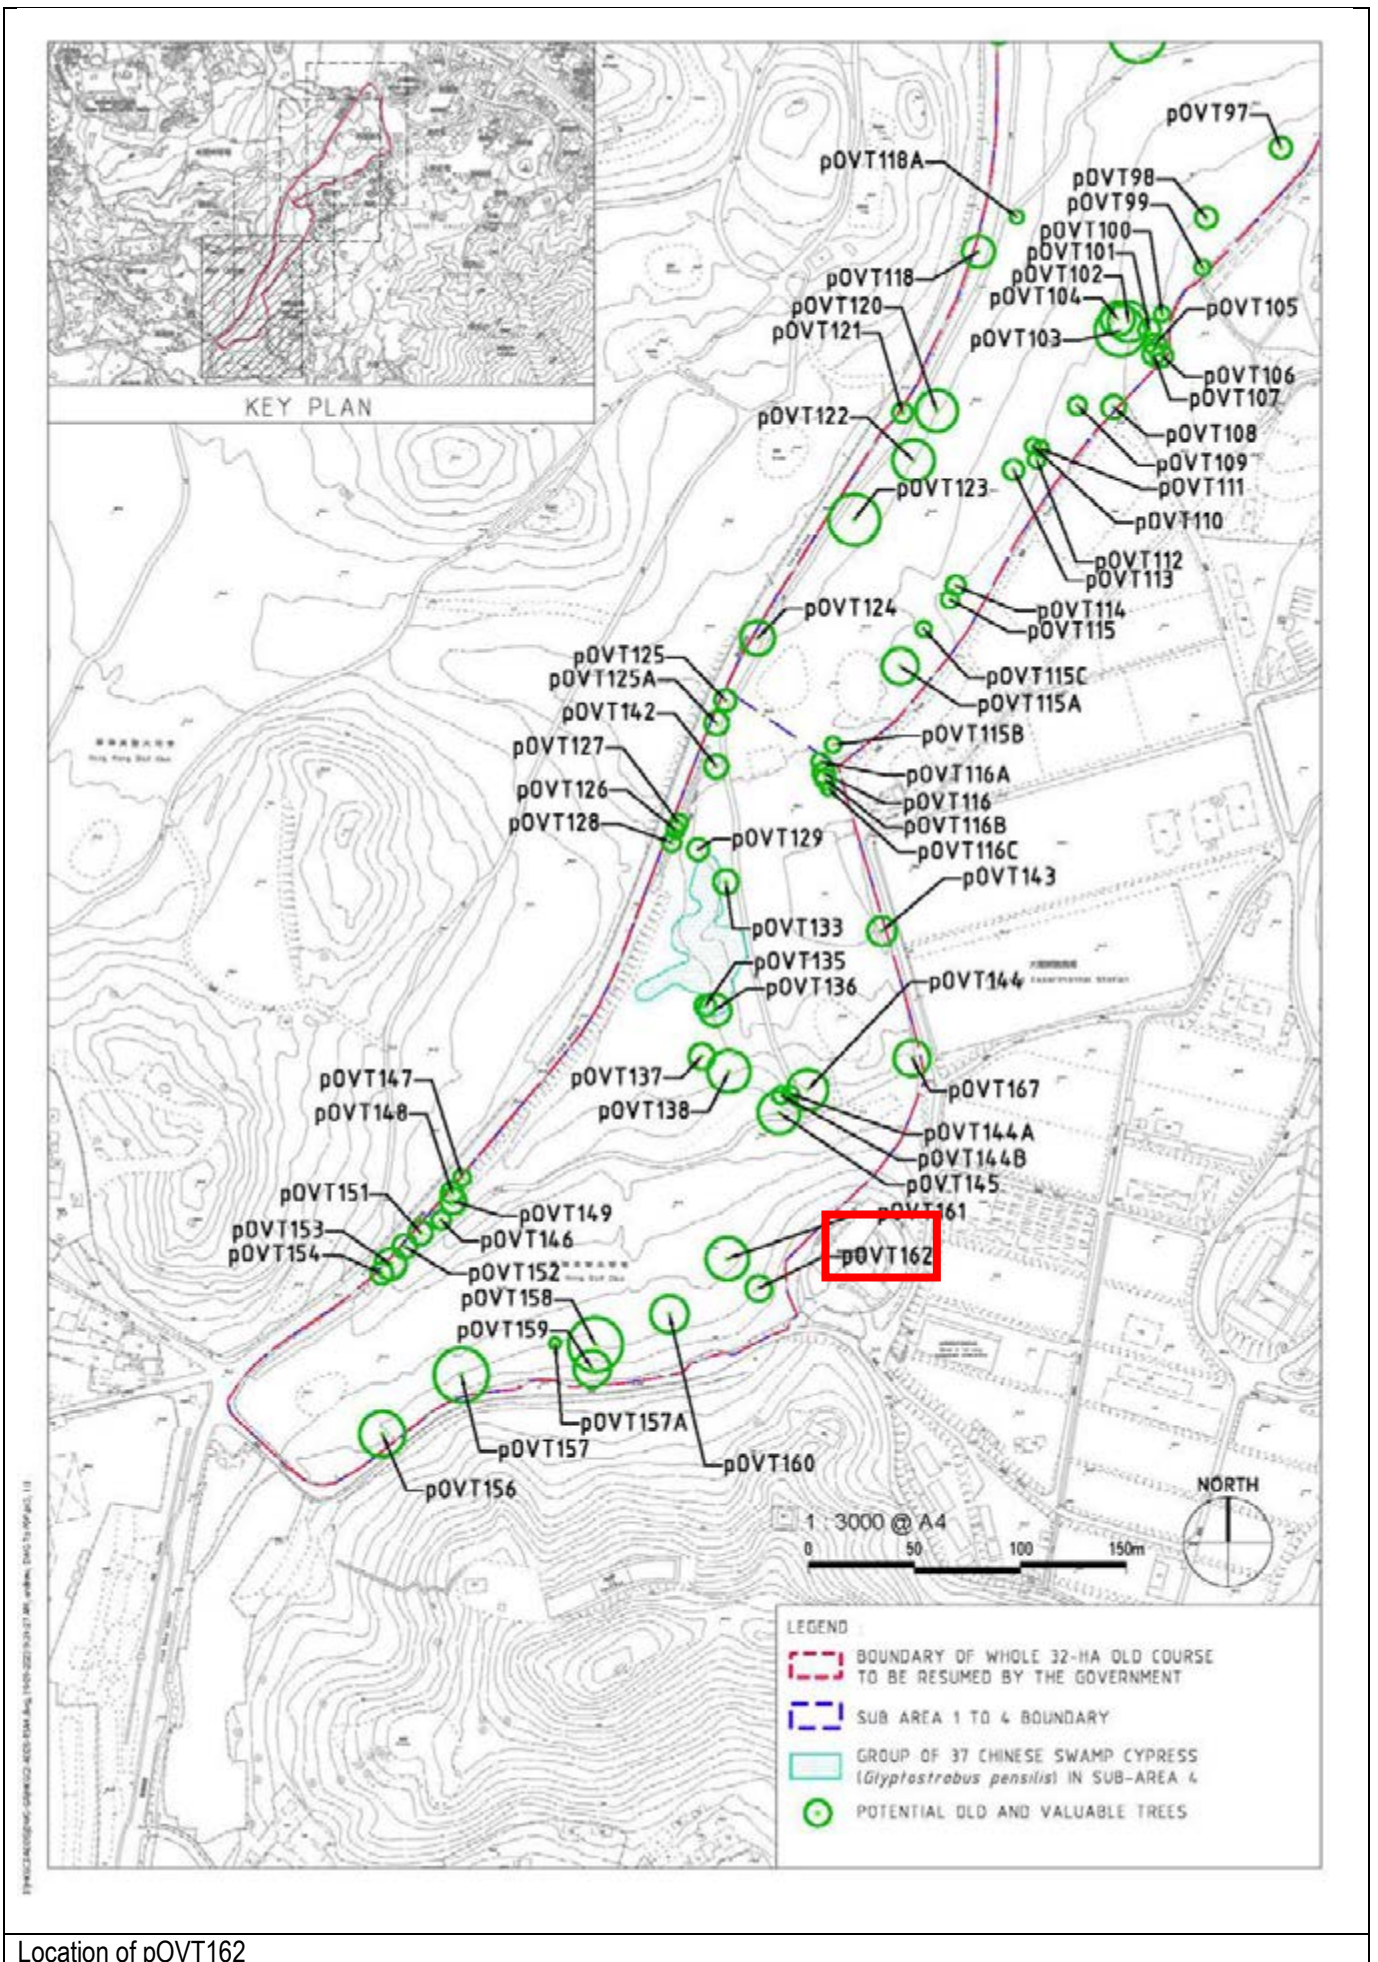 KEY PLAN
pOVT97
pOVT118A
pOVT98
pOVT99
pOVT100
pOVT101
pOVT102
pOVT104
pOVT103
pOVT105
pOVT106
pOVT107
pOVT118
pOVT120
pOVT121
pOVT122
pOVT108
pOVT109
pOVT111
pOVT110
pOVT123
pOVT112
pOVT113
pOVT114
pOVT115
pOVT124
pOVT125
pOVT125A
pOVT115C
pOVT115A
pOVT142
pOVT127
pOVT126
pOVT128
pOVT115B
pOVT116A
pOVT116
pOVT116B
pOVT116C
pOVT129
pOVT143
pOVT133
pOVT135
pOVT136
pOVT144
pOVT137
pOVT138
pOVT167
pOVT144A
pOVT144B
pOVT145
pOVT147
pOVT148
pOVT151
pOVT149
pOVT153
pOVT146
pOVT154
pOVT152
pOVT161
pOVT162
pOVT158
pOVT159
pOVT157A
pOVT157
pOVT160
pOVT156
NORTH
1 : 3000 @ A4
0 50 100 150m
LEGEND :
BOUNDARY OF WHOLE 32-HA OLD COURSE
TO BE RESUMED BY THE GOVERNMENT
SUB AREA 1 TO 4 BOUNDARY
GROUP OF 37 CHINESE SWAMP CYPRESS
(Glyptostrobus pensilis) IN SUB-AREA 4
POTENTIAL OLD AND VALUABLE TREES
Location of pOVT162